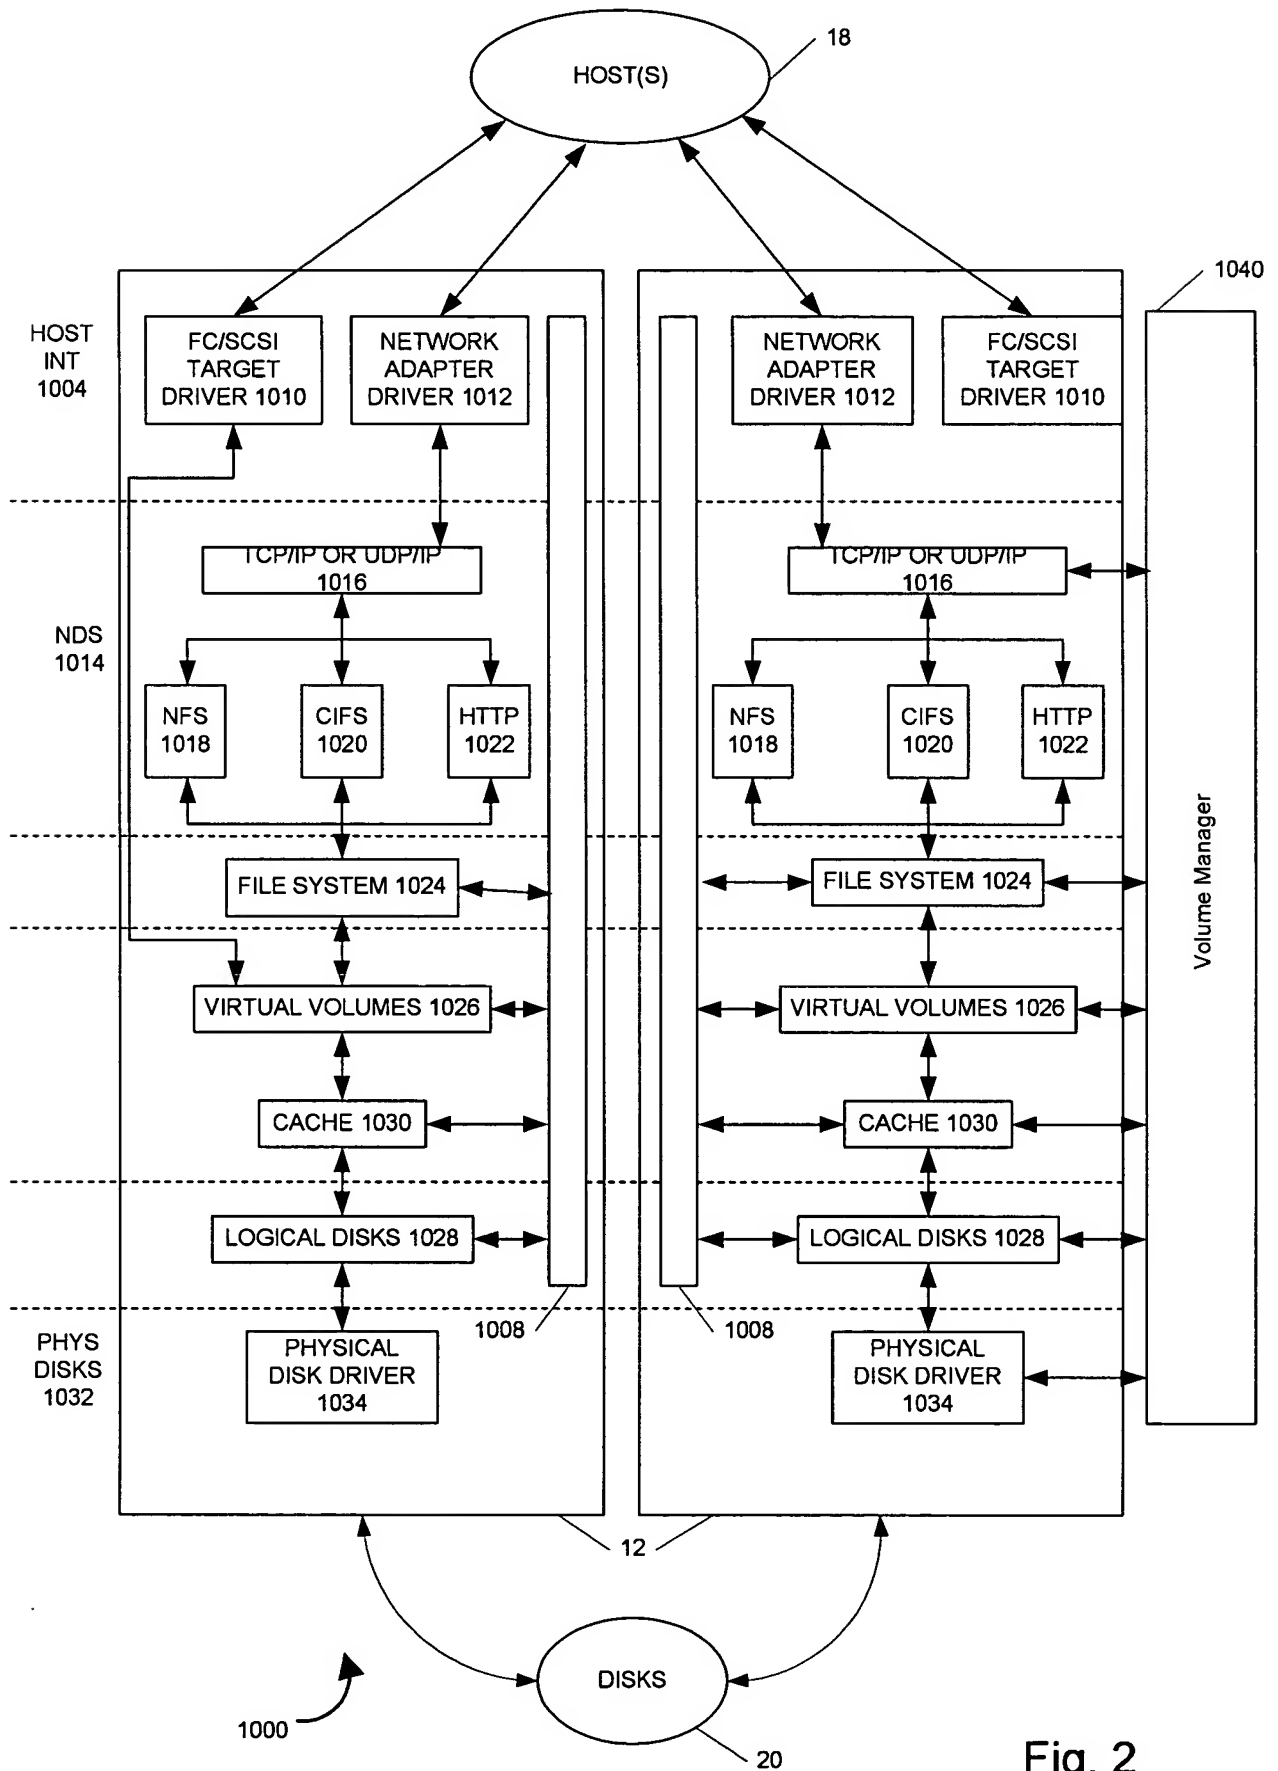 18
HOST(S)
1040
HOST
INT
1004
FC/SCSI
TARGET
DRIVER 1010
NETWORK
ADAPTER
DRIVER 1012
NETWORK
ADAPTER
DRIVER 1012
FC/SCSI
TARGET
DRIVER 1010
TCP/IP OR UDP/IP
1016
TCP/IP OR UDP/IP
1016
NDS
1014
NFS
1018
CIFS
1020
HTTP
1022
NFS
1018
CIFS
1020
HTTP
1022
Volume Manager
FILE SYSTEM 1024
FILE SYSTEM 1024
VIRTUAL VOLUMES 1026
VIRTUAL VOLUMES 1026
CACHE 1030
CACHE 1030
LOGICAL DISKS 1028
LOGICAL DISKS 1028
1008
1008
PHYS
DISKS
1032
PHYSICAL
DISK DRIVER
1034
PHYSICAL
DISK DRIVER
1034
12
DISKS
1000
20
Fig. 2